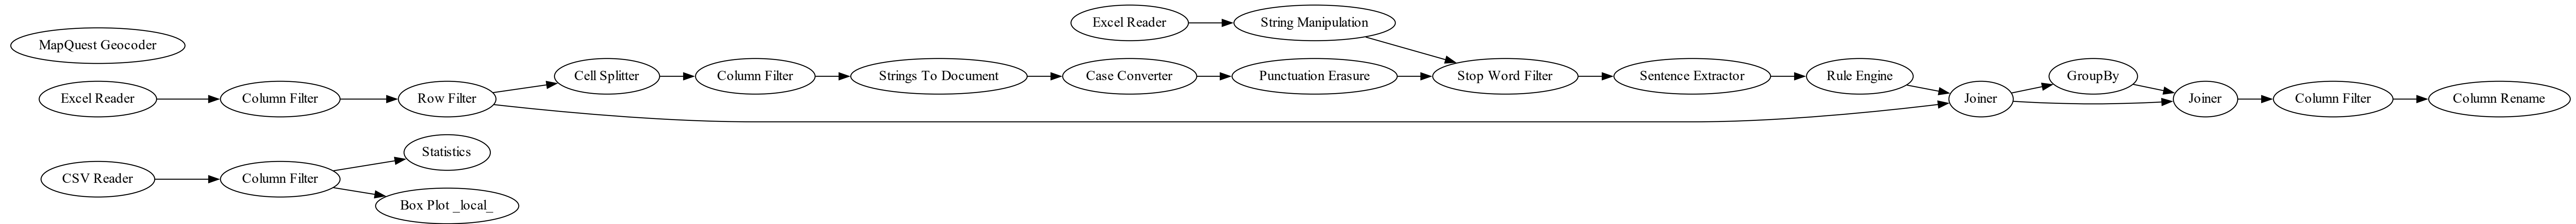 Excel Reader
String Manipulation
MapQuest Geocoder
Cell Splitter
Column Filter
Strings To Document
Case Converter
Punctuation Erasure
Stop Word Filter
Sentence Extractor
Rule Engine
GroupBy
Excel Reader
Column Filter
Row Filter
Joiner
Joiner
Column Filter
Column Rename
Statistics
CSV Reader
Column Filter
Box Plot _local_